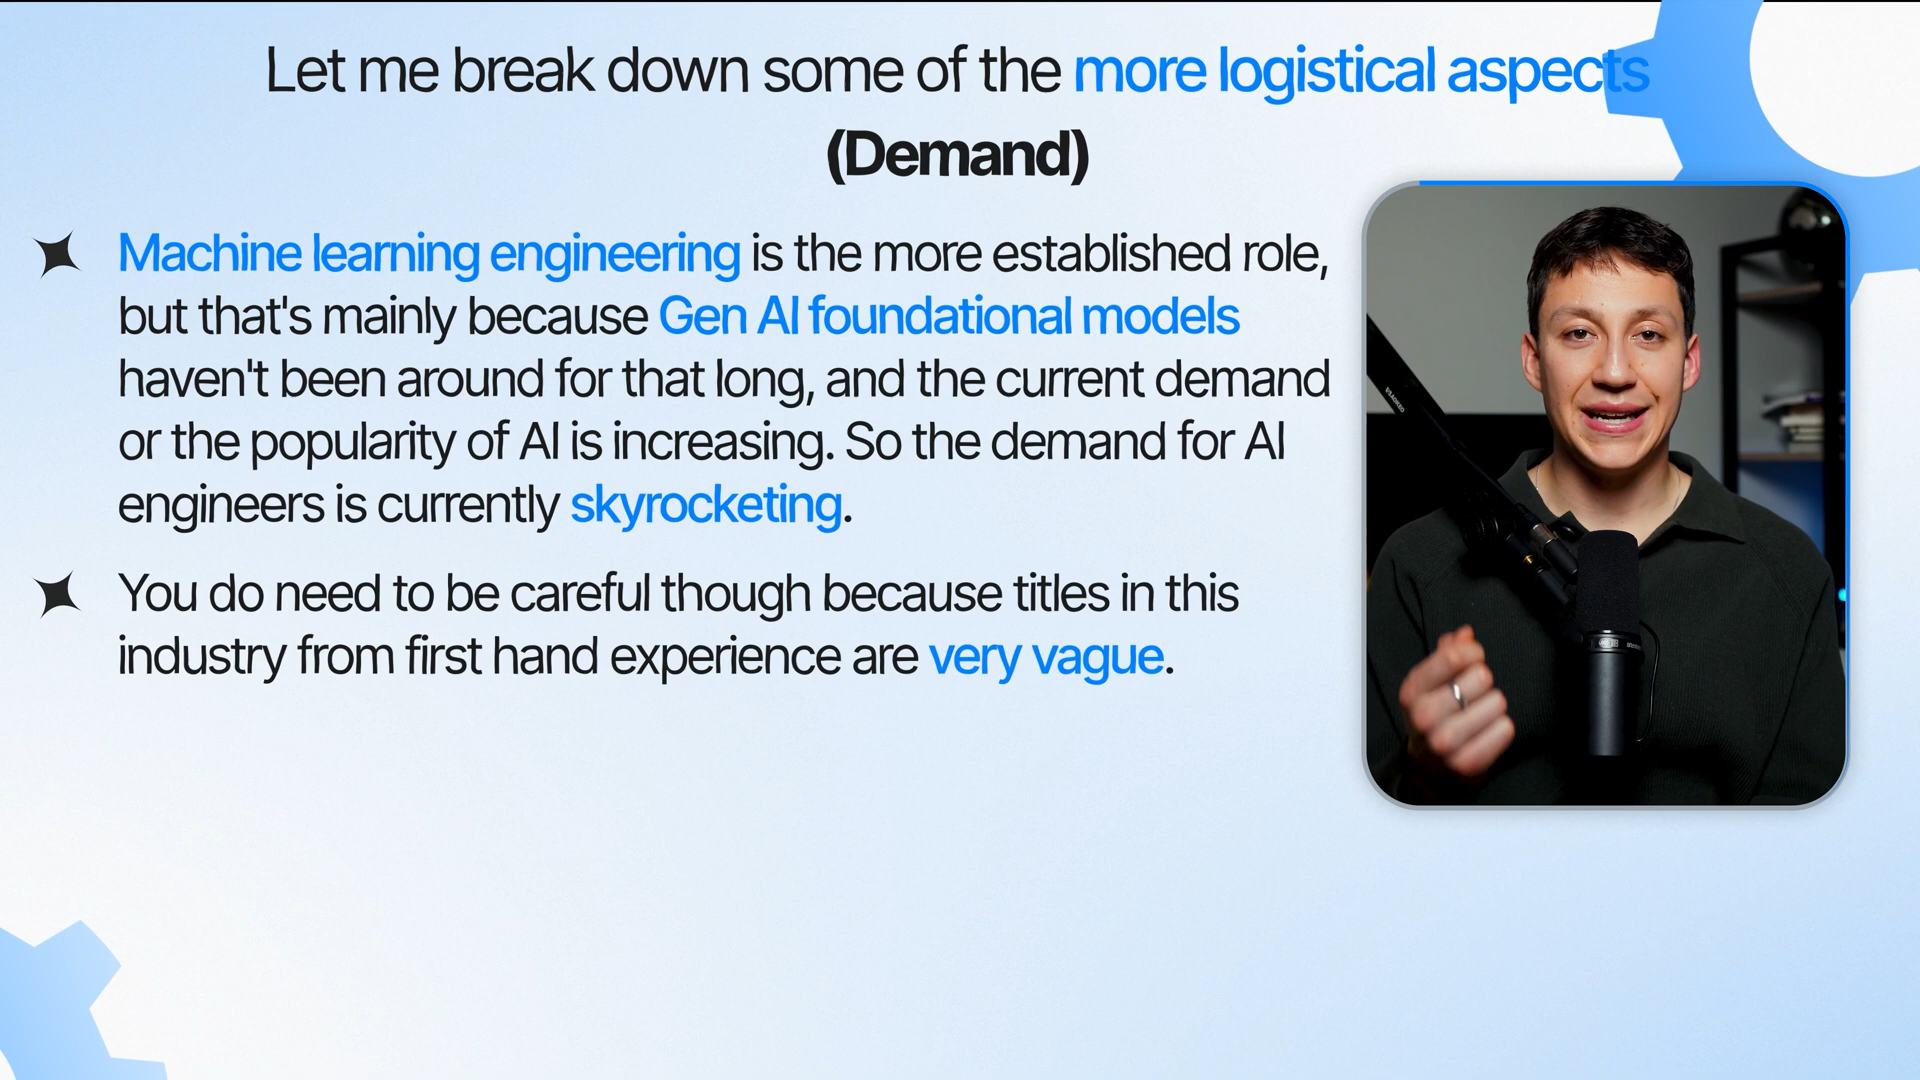 Let me break down some of the more logistical aspects
(Demand)
Machine learning engineering is the more established role,
but that's mainly because Gen AI foundational models
haven't been around for that long, and the current demand
or the popularity of AI is increasing. So the demand for AI
engineers is currently skyrocketing.
You do need to be careful though because titles in this
industry from first hand experience are very vague.